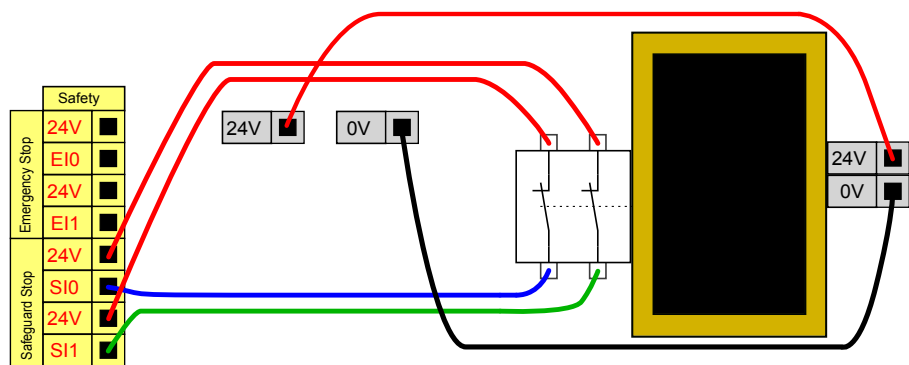 Safety
Emergency Stop
24V
EI0
24V
EI1
Safeguard Stop
24V
SI0
24V
SI1
24V
0V
24V
0V